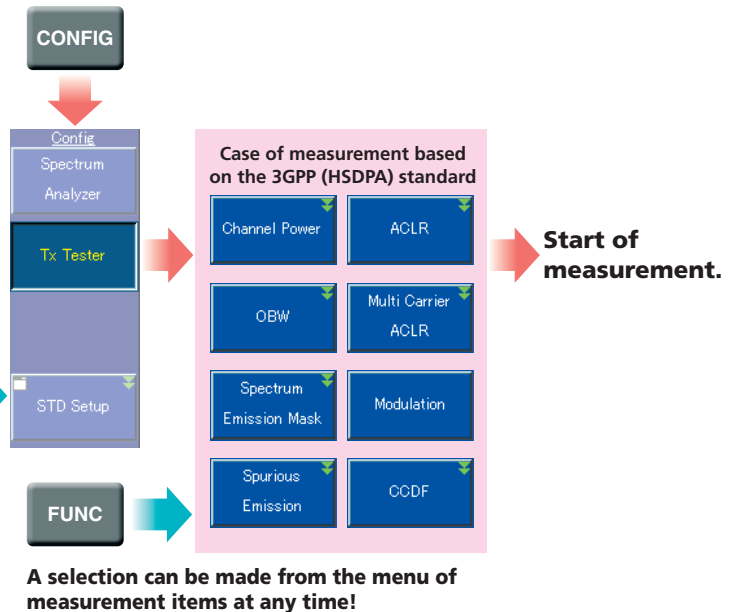 CONFIG
Config
Spectrum
Analyzer
Tx Tester
STD Setup
Case of measurement based
on the 3GPP (HSDPA) standard
Channel Power
ACLR
OBW
Multi Carrier
ACLR
Spectrum
Emission Mask
Modulation
Spurious
Emission
CCDF
Start of
measurement.
FUNC
A selection can be made from the menu of
measurement items at any time!